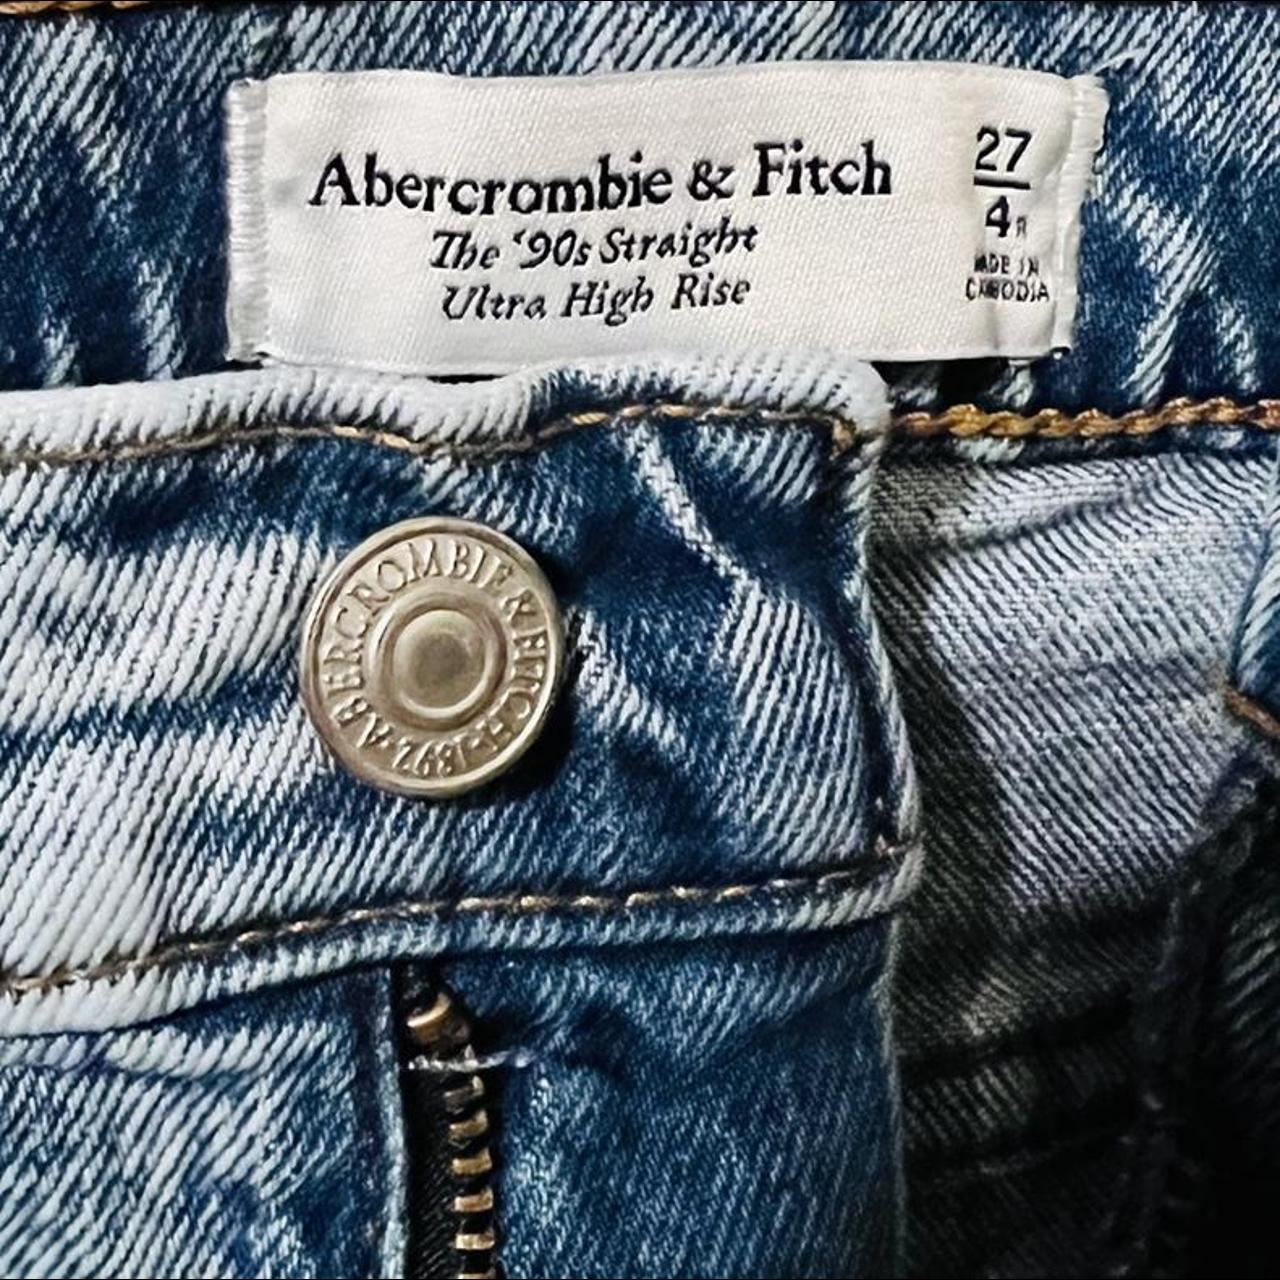 Abercrombie & Fitch
The ‘90s Straight
Ultra High Rise
27
4R
MADE IN
CAMBODIA
ABERCROMBIE & FITCH · 1892 ·